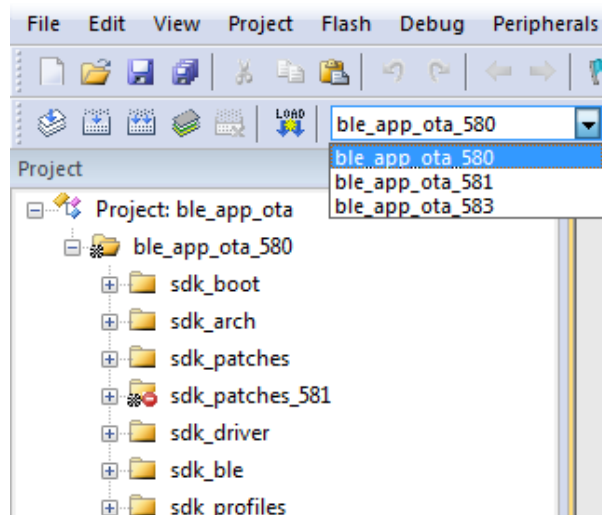 File Edit View Project Flash Debug Peripherals
LOAD
ble_app_ota_580
ble_app_ota_580
ble_app_ota_581
ble_app_ota_583
Project
Project: ble_app_ota
ble_app_ota_580
sdk_boot
sdk_arch
sdk_patches
sdk_patches_581
sdk_driver
sdk_ble
sdk_profiles